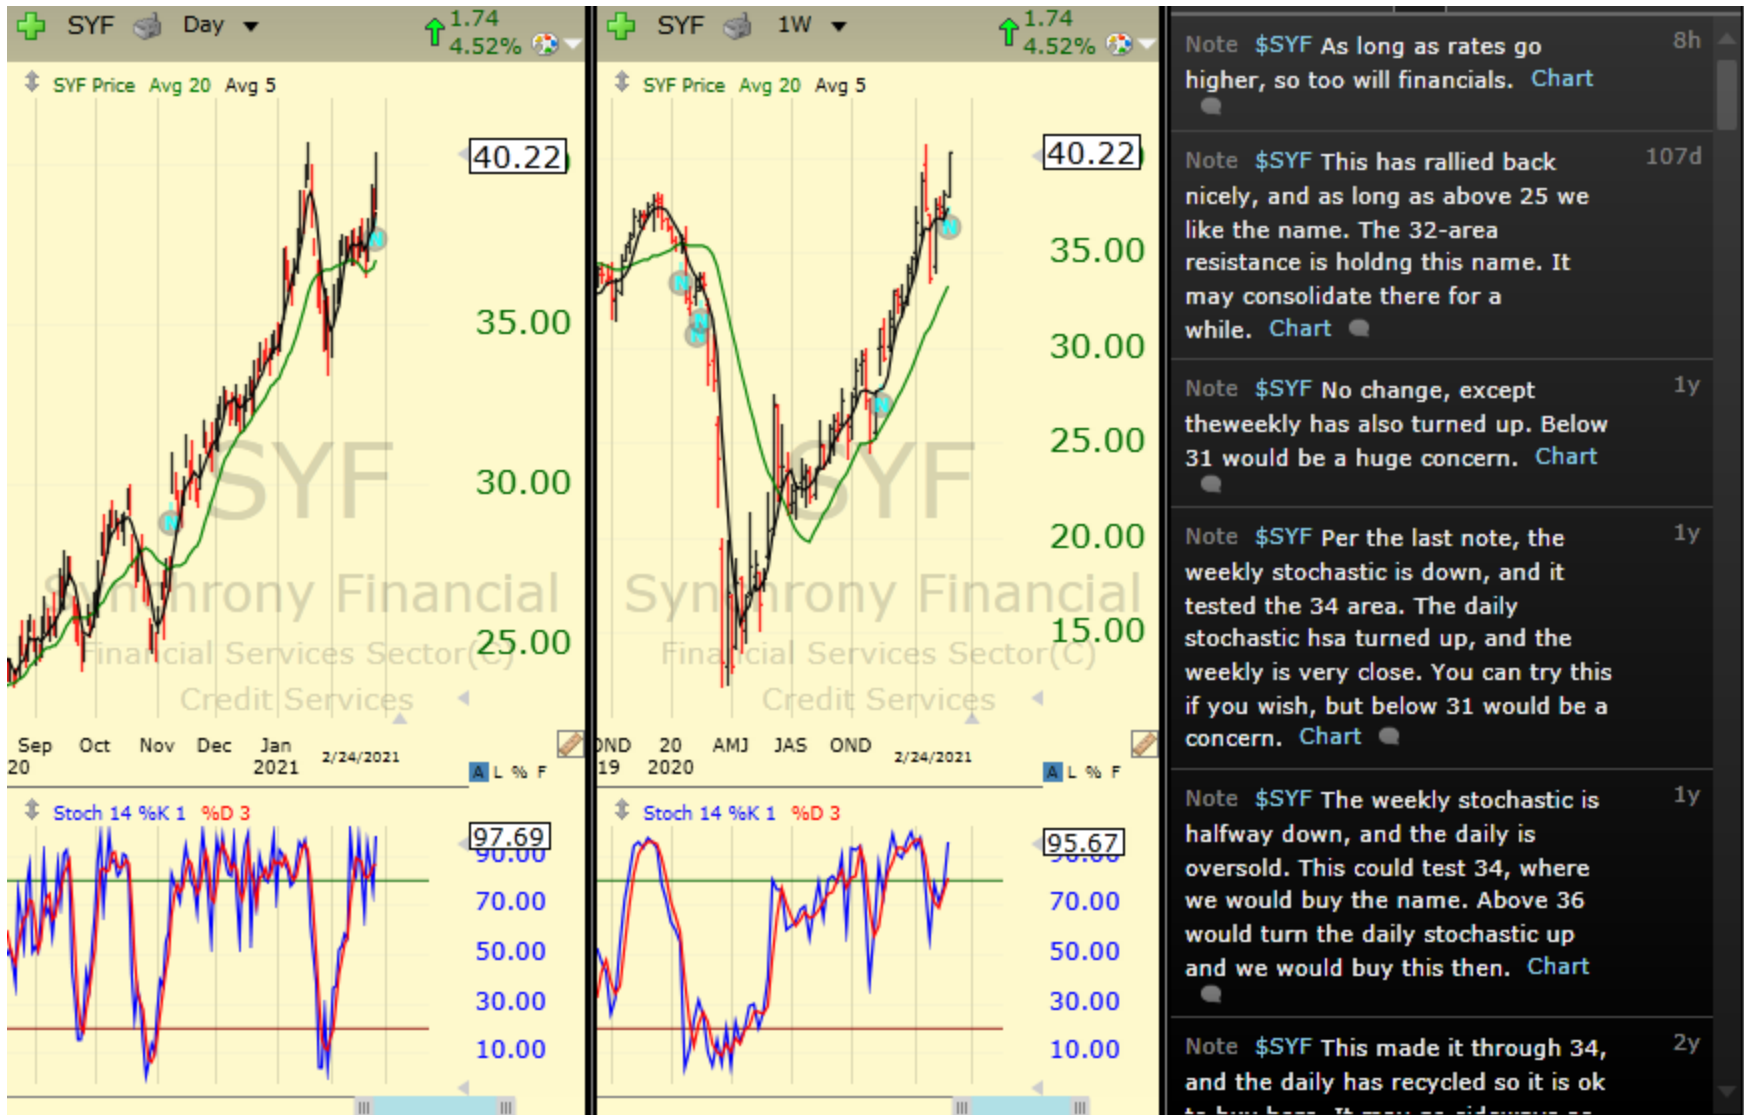 SYF Day
1.74
4.52%
SYF Price Avg 20 Avg 5
40.22
35.00
30.00
25.00
SYF
Synchrony Financial
Financial Services Sector(C)
Credit Services
Sep Oct Nov Dec Jan
20 2021 2/24/2021
A L % F
Stoch 14 %K 1 %D 3
97.69
90.00
70.00
50.00
30.00
10.00
SYF 1W
1.74
4.52%
SYF Price Avg 20 Avg 5
40.22
35.00
30.00
25.00
20.00
15.00
SYF
Synchrony Financial
Financial Services Sector(C)
Credit Services
OND 20 AMJ JAS OND
19 2020 2/24/2021
A L % F
Stoch 14 %K 1 %D 3
95.67
70.00
50.00
30.00
10.00
Note $SYF As long as rates go 8h
higher, so too will financials. Chart
Note $SYF This has rallied back 107d
nicely, and as long as above 25 we
like the name. The 32-area
resistance is holdng this name. It
may consolidate there for a
while. Chart
Note $SYF No change, except 1y
theweekly has also turned up. Below
31 would be a huge concern. Chart
Note $SYF Per the last note, the 1y
weekly stochastic is down, and it
tested the 34 area. The daily
stochastic hsa turned up, and the
weekly is very close. You can try this
if you wish, but below 31 would be a
concern. Chart
Note $SYF The weekly stochastic is 1y
halfway down, and the daily is
oversold. This could test 34, where
we would buy the name. Above 36
would turn the daily stochastic up
and we would buy this then. Chart
Note $SYF This made it through 34, 2y
and the daily has recycled so it is ok